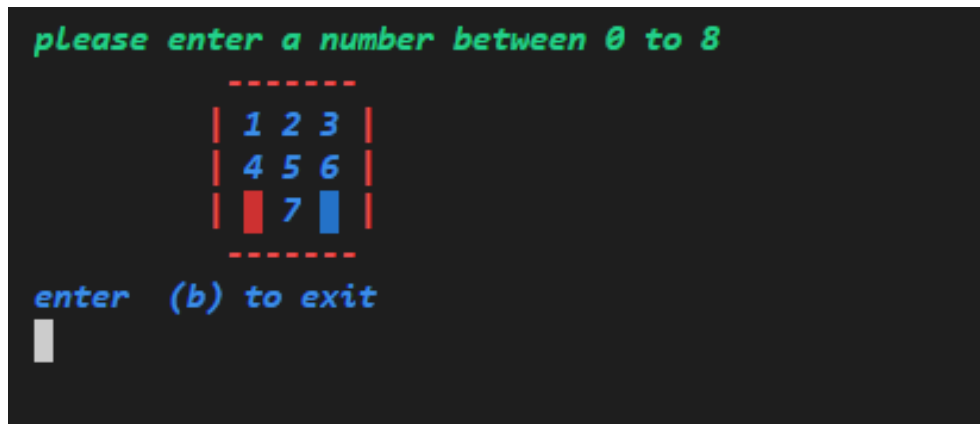 please enter a number between 0 to 8
-------
| 1 2 3 |
| 4 5 6 |
| 7 |
-------
enter (b) to exit